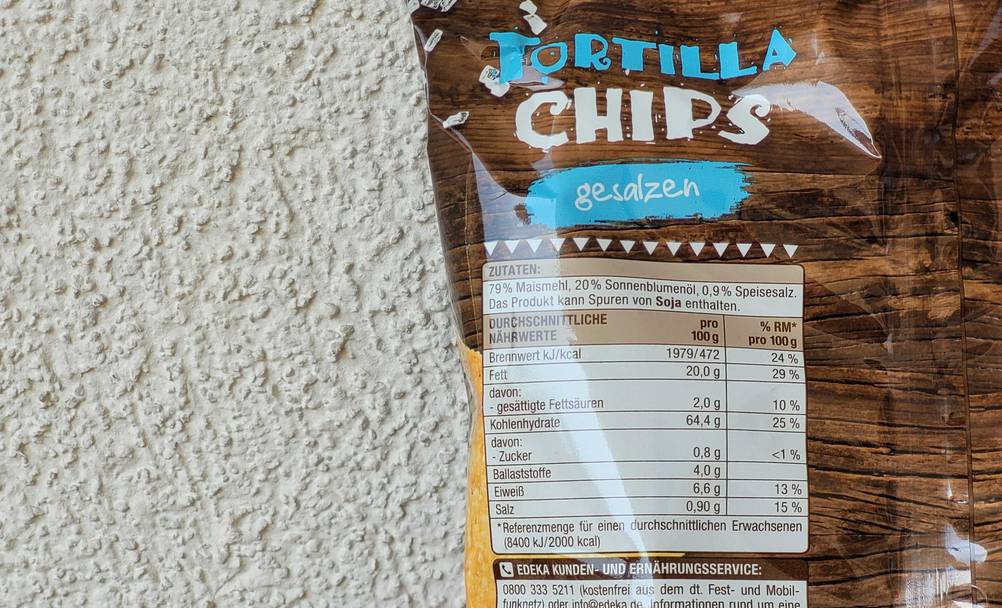 TORTILLA
CHIPS
gesalzen
ZUTATEN:
79% Maismehl, 20% Sonnenblumenöl, 0,9% Speisesalz.
Das Produkt kann Spuren von Soja enthalten.
DURCHSCHNITTLICHE NÄHRWERTE pro 100 g % RM* pro 100 g
Brennwert kJ/kcal 1979/472 24 %
Fett 20,0 g 29 %
davon:
- gesättigte Fettsäuren 2,0 g 10 %
Kohlenhydrate 64,4 g 25 %
davon:
- Zucker 0,8 g <1 %
Ballaststoffe 4,0 g
Eiweiß 6,6 g 13 %
Salz 0,90 g 15 %
*Referenzmenge für einen durchschnittlichen Erwachsenen
(8400 kJ/2000 kcal)
EDEKA KUNDEN- UND ERNÄHRUNGSSERVICE:
0800 333 5211 (kostenfrei aus dem dt. Fest- und Mobil-
funknetz) oder info@edeka.de. Informationen rund um eine